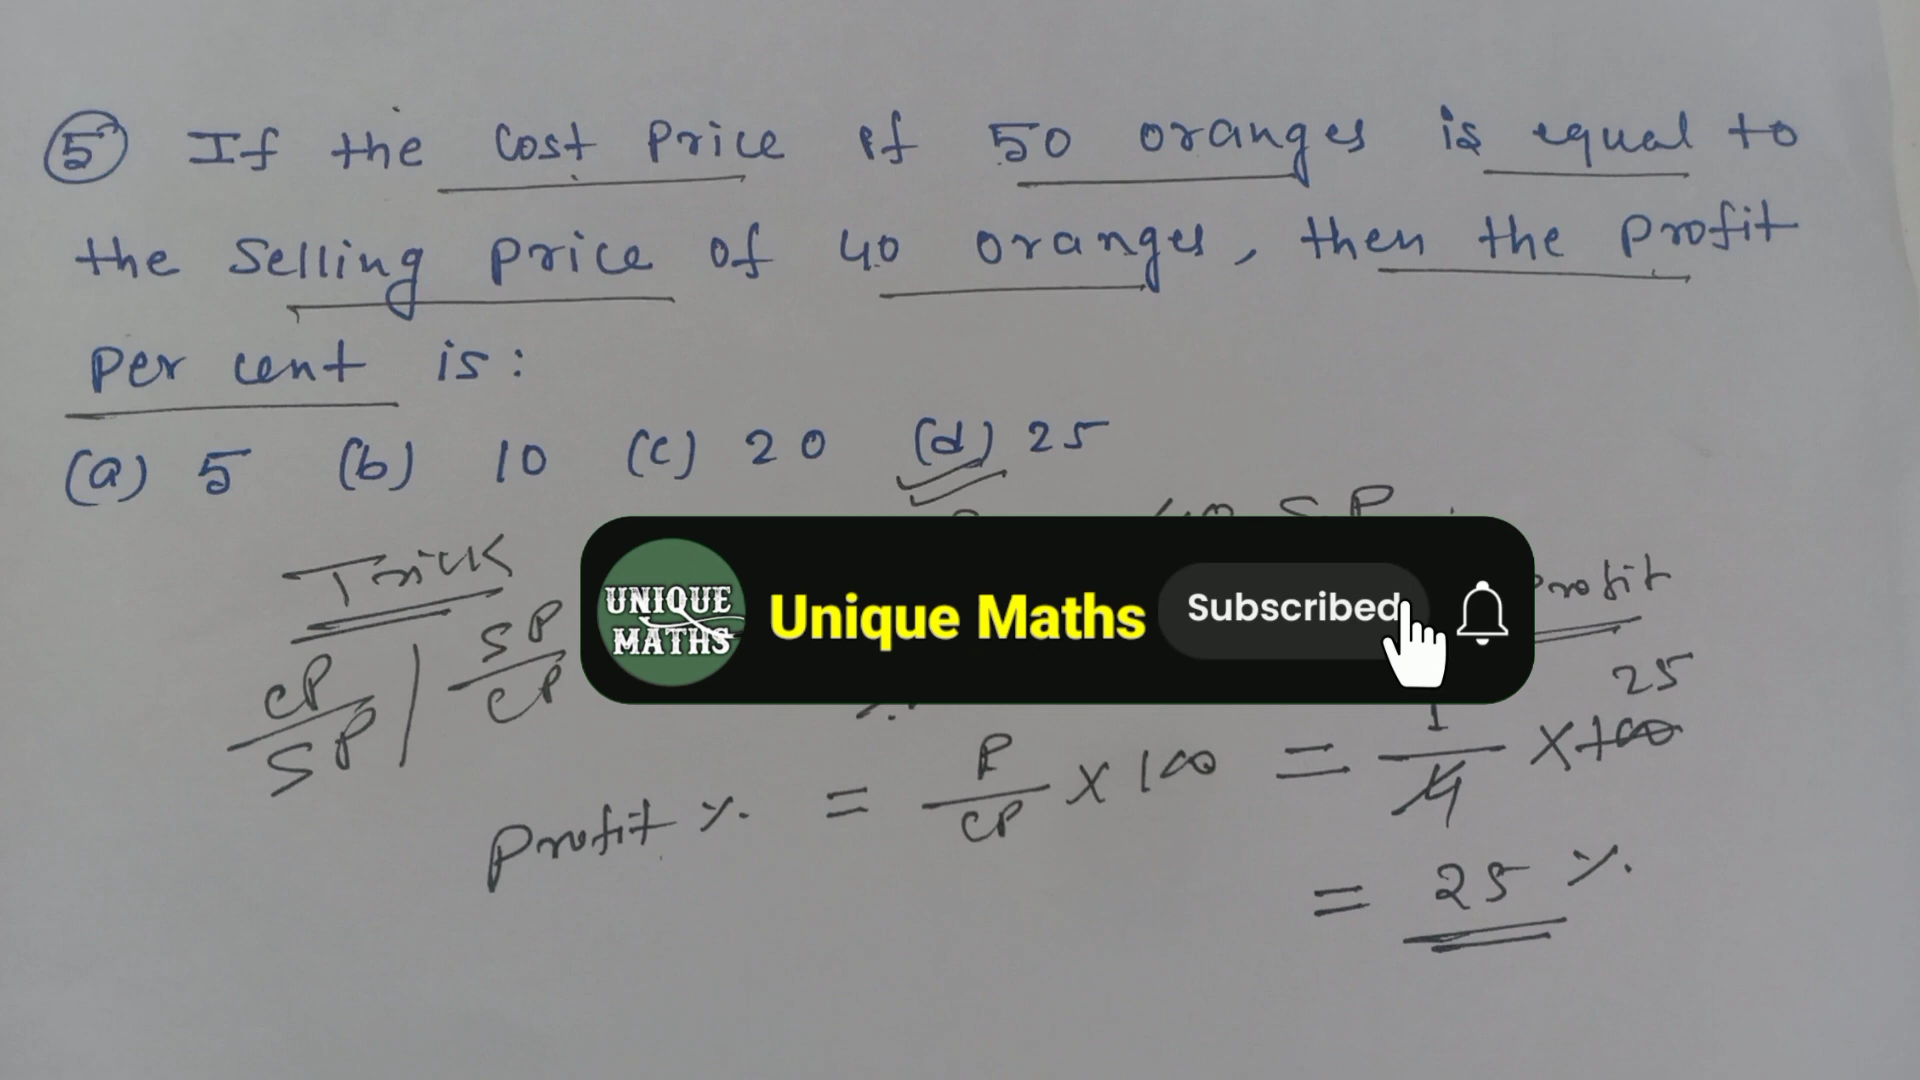 5 If the Cost Price of 50 oranges is equal to
the Selling price of 40 oranges, then the profit
per cent is:
(a) 5 (b) 10 (c) 20 (d) 25
Trick
CP/SP | SP/CP
UNIQUE MATHS
Unique Maths
Subscribed
Profit % = P/CP × 100 = 1/4 × 100 25
= 25 %